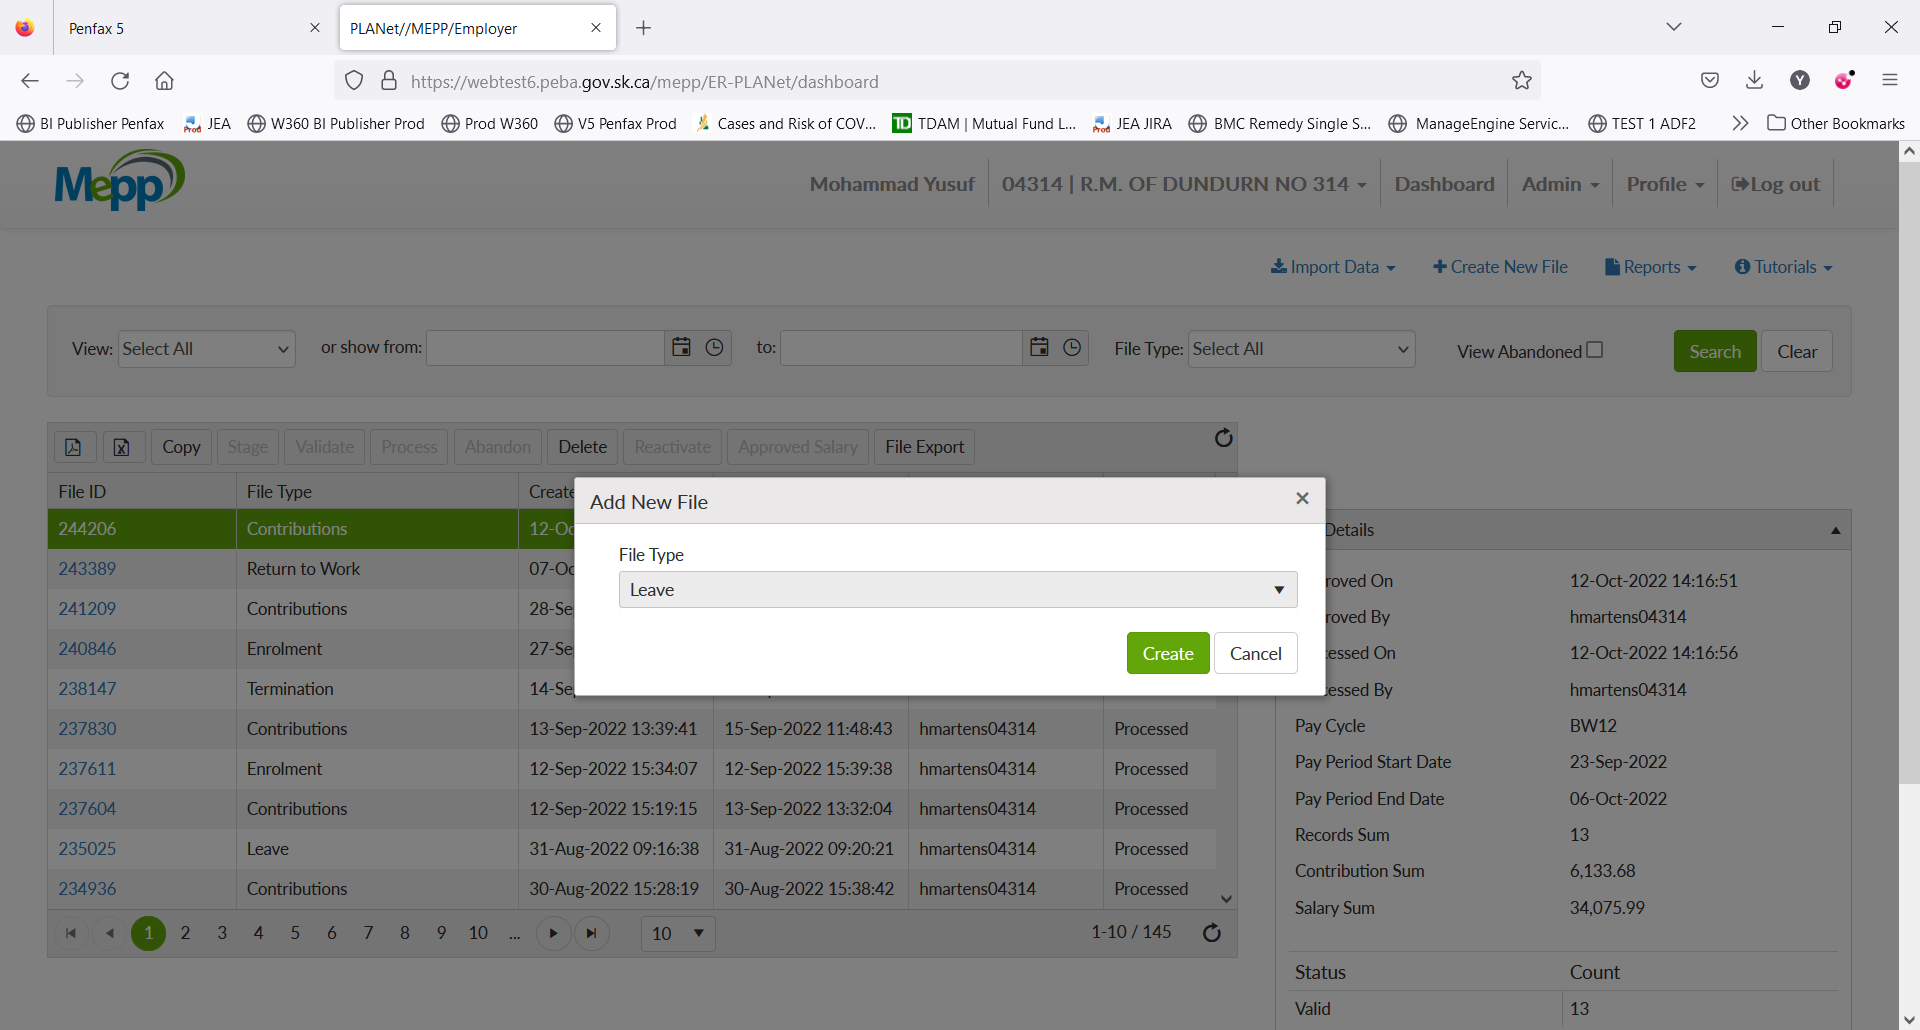 Penfax 5
PLANet//MEPP/Employer
https://webtest6.peba.gov.sk.ca/mepp/ER-PLANet/dashboard
Y
BI Publisher Penfax
JEA
W360 BI Publisher Prod
Prod W360
V5 Penfax Prod
Cases and Risk of COV...
TD TDAM | Mutual Fund L...
JEA JIRA
BMC Remedy Single S...
ManageEngine Servic...
TEST 1 ADF2
Other Bookmarks
Mepp
Mohammad Yusuf
04314 | R.M. OF DUNDURN NO 314
Dashboard
Admin
Profile
Log out
Import Data
Create New File
Reports
Tutorials
View: Select All
or show from:
to:
File Type: Select All
View Abandoned
Search
Clear
Copy
Stage
Validate
Process
Abandon
Delete
Reactivate
Approved Salary
File Export
File ID File Type Create
244206 Contributions 12-Oc
243389 Return to Work 07-Oc
241209 Contributions 28-Se
240846 Enrolment 27-Se
238147 Termination 14-Se
237830 Contributions 13-Sep-2022 13:39:41 15-Sep-2022 11:48:43 hmartens04314 Processed
237611 Enrolment 12-Sep-2022 15:34:07 12-Sep-2022 15:39:38 hmartens04314 Processed
237604 Contributions 12-Sep-2022 15:19:15 13-Sep-2022 13:32:04 hmartens04314 Processed
235025 Leave 31-Aug-2022 09:16:38 31-Aug-2022 09:20:21 hmartens04314 Processed
234936 Contributions 30-Aug-2022 15:28:19 30-Aug-2022 15:38:42 hmartens04314 Processed
1 2 3 4 5 6 7 8 9 10 ...
10
1-10 / 145
Add New File
File Type
Leave
Create
Cancel
Details
roved On 12-Oct-2022 14:16:51
roved By hmartens04314
essed On 12-Oct-2022 14:16:56
essed By hmartens04314
Pay Cycle BW12
Pay Period Start Date 23-Sep-2022
Pay Period End Date 06-Oct-2022
Records Sum 13
Contribution Sum 6,133.68
Salary Sum 34,075.99
Status Count
Valid 13